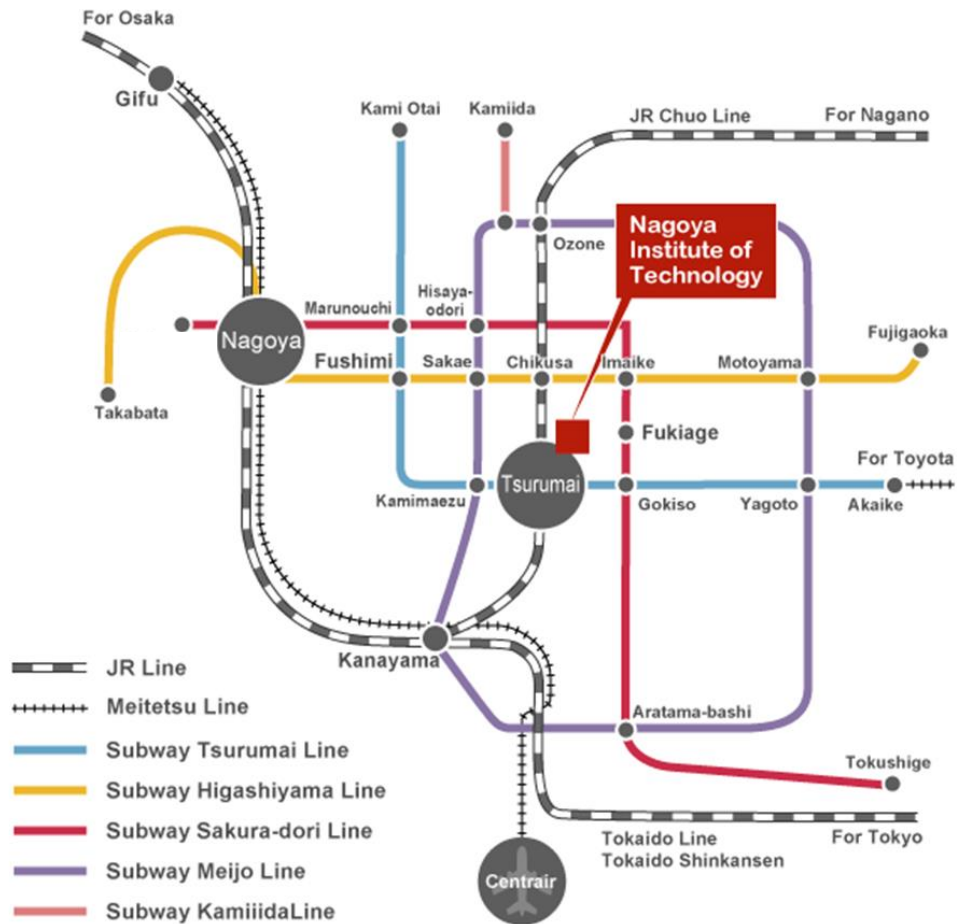 For Osaka
Gifu
Kami Otai
Kamiida
JR Chuo Line
For Nagano
Nagoya
Institute of
Technology
Ozone
Hisaya-
odori
Marunouchi
Nagoya
Fushimi
Sakae
Chikusa
Imaike
Motoyama
Fujigaoka
Takabata
Fukiage
For Toyota
Tsurumai
Kamimaezu
Gokiso
Yagoto
Akaike
Kanayama
JR Line
Meitetsu Line
Subway Tsurumai Line
Subway Higashiyama Line
Subway Sakura-dori Line
Subway Meijo Line
Subway KamiiidaLine
Aratama-bashi
Tokushige
Tokaido Line
Tokaido Shinkansen
For Tokyo
Centrair